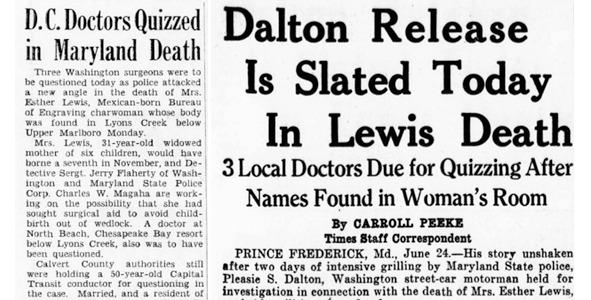 D. C. Doctors Quizzed
in Maryland Death
Three Washington surgeons were to
be questioned today as police attacked
a new angle in the death of Mrs.
Esther Lewis, Mexican-born Bureau
of Engraving charwoman whose body
was found in Lyons Creek below
Upper Marlboro Monday.
Mrs. Lewis, 31-year-old widowed
mother of six children, would have
borne a seventh in November, and De-
tective Sergt. Jerry Flaherty of Wash-
ington and Maryland State Police
Corp. Charles W. Magaha are work-
ing on the possibility that she had
sought surgical aid to avoid child-
birth out of wedlock. A doctor at
North Beach, Chesapeake Bay resort
below Lyons Creek, also was to have
been questioned.
Calvert County authorities still
were holding a 50-year-old Capital
Transit conductor for questioning in
the case. Married, and a resident of
Dalton Release
Is Slated Today
In Lewis Death
3 Local Doctors Due for Quizzing After
Names Found in Woman's Room
By CARROLL PEEKE
Times Staff Correspondent
PRINCE FREDERICK, Md., June 24.—His story unshaken
after two days of intensive grilling by Maryland State police,
Pleasie S. Dalton, Washington street-car motorman held for
investigation in connection with the death of Mrs. Esther Lewis,